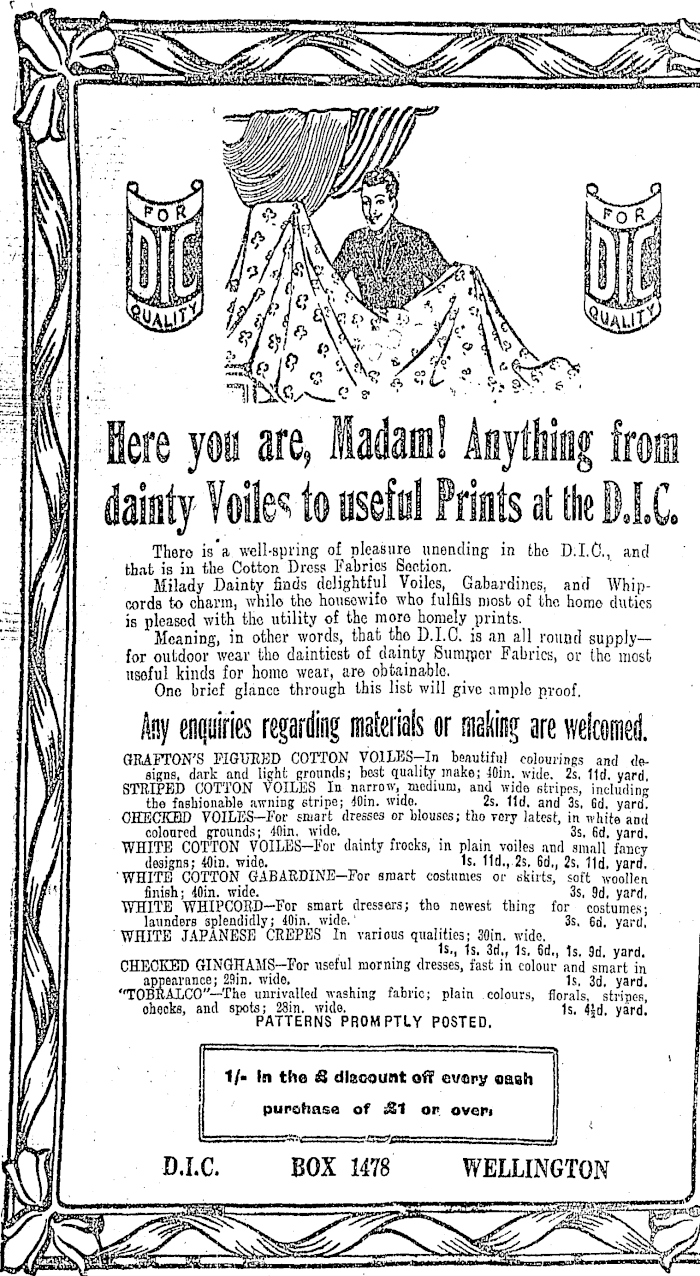 FOR
DIC
QUALITY
FOR
DIC
QUALITY
Here you are, Madam! Anything from
dainty Voiles to useful Prints at the D.I.C.
There is a well-spring of pleasure unending in the D.I.C., and
that is in the Cotton Dress Fabrics Section.
Milady Dainty finds delightful Voiles, Gabardines, and Whip-
cords to charm, while the housewife who fulfils most of the home duties
is pleased with the utility of the more homely prints.
Meaning, in other words, that the D.I.C. is an all round supply—
for outdoor wear the daintiest of dainty Summer Fabrics, or the most
useful kinds for home wear, are obtainable.
One brief glance through this list will give ample proof.
Any enquiries regarding materials or making are welcomed.
GRAFTON'S FIGURED COTTON VOILES—In beautiful colourings and de-
signs, dark and light grounds; best quality make; 40in. wide. 2s. 11d. yard.
STRIPED COTTON VOILES In narrow, medium, and wide stripes, including
the fashionable awning stripe; 40in. wide. 2s. 11d. and 3s. 6d. yard.
CHECKED VOILES—For smart dresses or blouses; the very latest, in white and
coloured grounds; 40in. wide. 3s. 6d. yard.
WHITE COTTON VOILES—For dainty frocks, in plain voiles and small fancy
designs; 40in. wide. 1s. 11d., 2s. 6d., 2s. 11d. yard.
WHITE COTTON GABARDINE—For smart costumes or skirts, soft woollen
finish; 40in. wide. 3s. 9d. yard.
WHITE WHIPCORD—For smart dressers; the newest thing for costumes;
launders splendidly; 40in. wide. 3s. 6d. yard.
WHITE JAPANESE CREPES In various qualities; 30in. wide.
1s., 1s. 3d., 1s. 6d., 1s. 9d. yard.
CHECKED GINGHAMS—For useful morning dresses, fast in colour and smart in
appearance; 29in. wide. 1s. 3d. yard.
"TOBRALCO"—The unrivalled washing fabric; plain colours, florals, stripes,
checks, and spots; 28in. wide. 1s. 4½d. yard.
PATTERNS PROMPTLY POSTED.
1/- in the £ discount off every cash
purchase of £1 or over.
D.I.C. BOX 1478 WELLINGTON